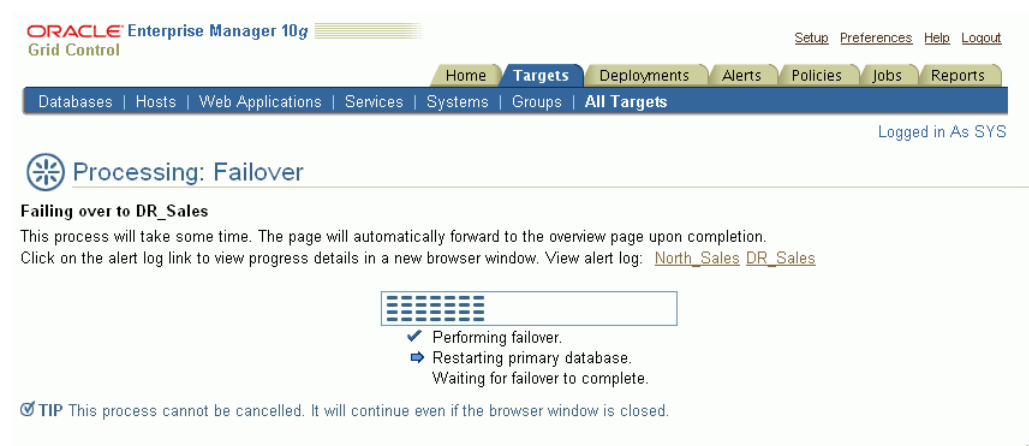 ORACLE Enterprise Manager 10g
Grid Control
Setup Preferences Help Logout
Home Targets Deployments Alerts Policies Jobs Reports
Databases | Hosts | Web Applications | Services | Systems | Groups | All Targets
Logged in As SYS
Processing: Failover
Failing over to DR_Sales
This process will take some time. The page will automatically forward to the overview page upon completion.
Click on the alert log link to view progress details in a new browser window. View alert log: North_Sales DR_Sales
Performing failover.
Restarting primary database.
Waiting for failover to complete.
TIP This process cannot be cancelled. It will continue even if the browser window is closed.